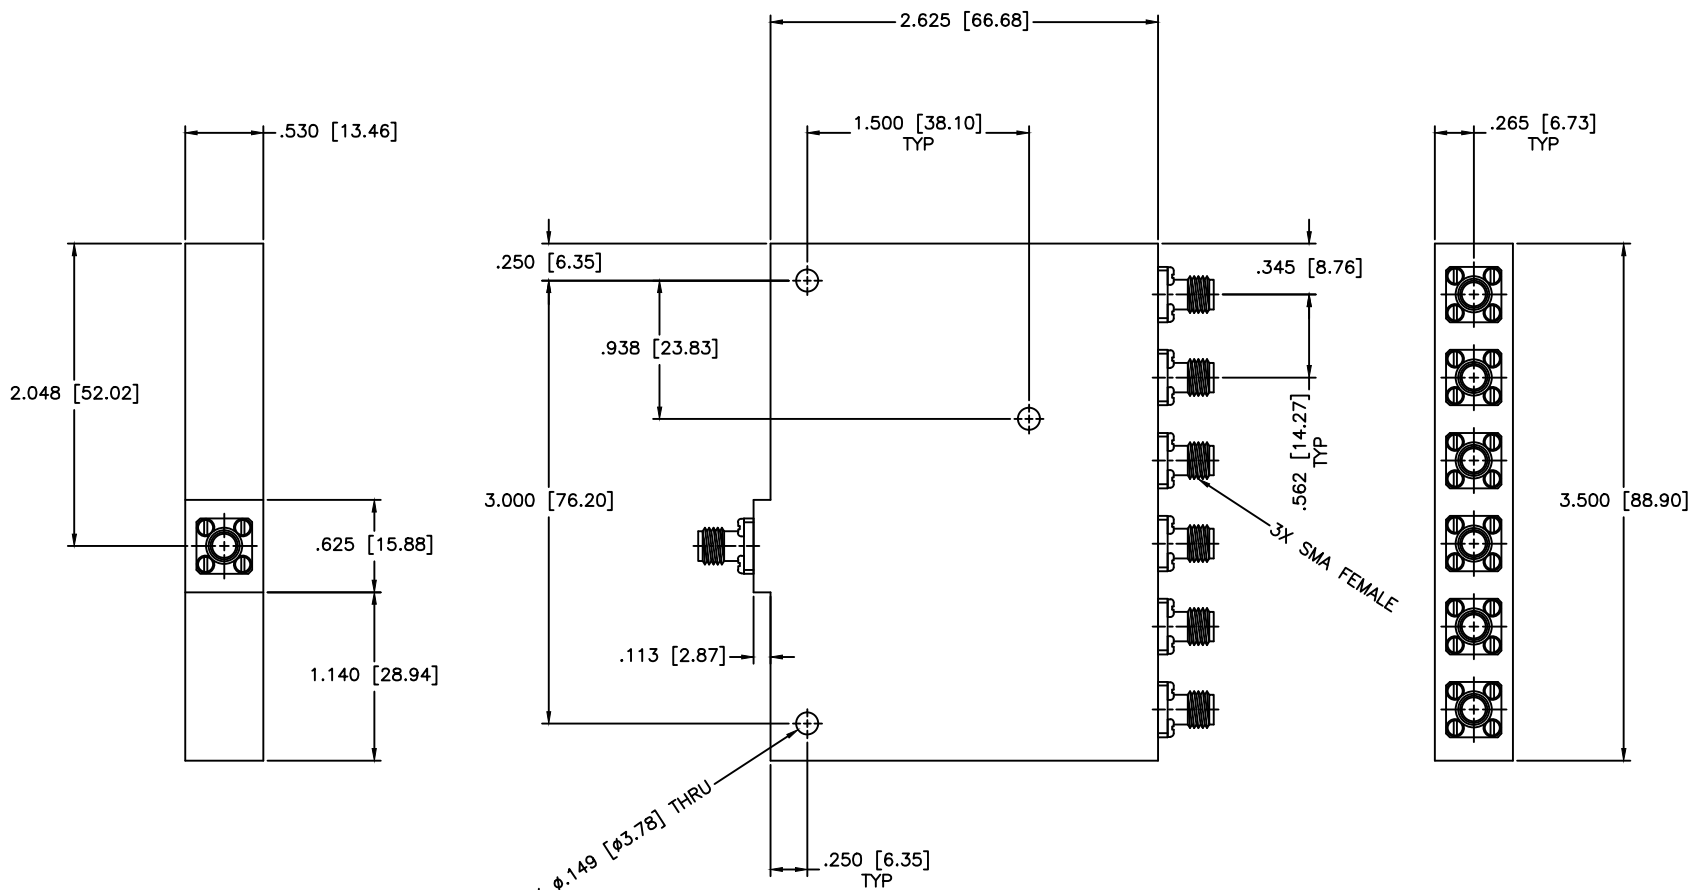 2.625 [66.68]
.530 [13.46]
1.500 [38.10]
TYP
.265 [6.73]
TYP
.250 [6.35]
.345 [8.76]
.938 [23.83]
2.048 [52.02]
.562 [14.27]
TYP
3.000 [76.20]
3.500 [88.90]
.625 [15.88]
3X SMA FEMALE
.113 [2.87]
1.140 [28.94]
ø.149 [ø3.78] THRU
.250 [6.35]
TYP